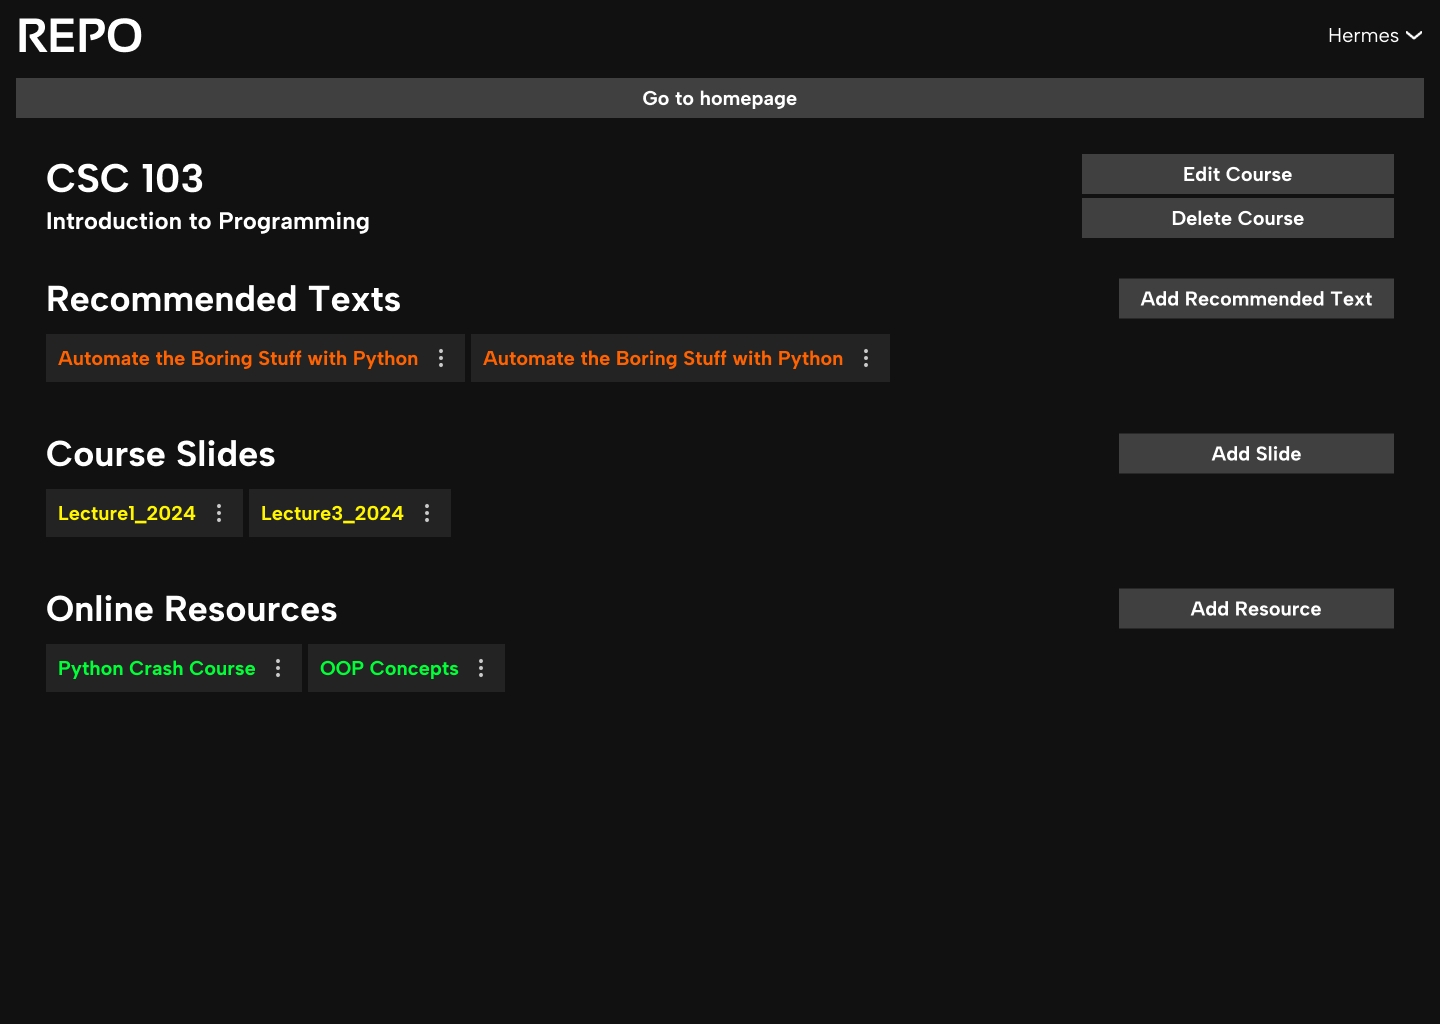 REPO
Hermes
Go to homepage
CSC 103
Introduction to Programming
Edit Course
Delete Course
Recommended Texts
Add Recommended Text
Automate the Boring Stuff with Python
Automate the Boring Stuff with Python
Course Slides
Add Slide
Lecture1_2024
Lecture3_2024
Online Resources
Add Resource
Python Crash Course
OOP Concepts